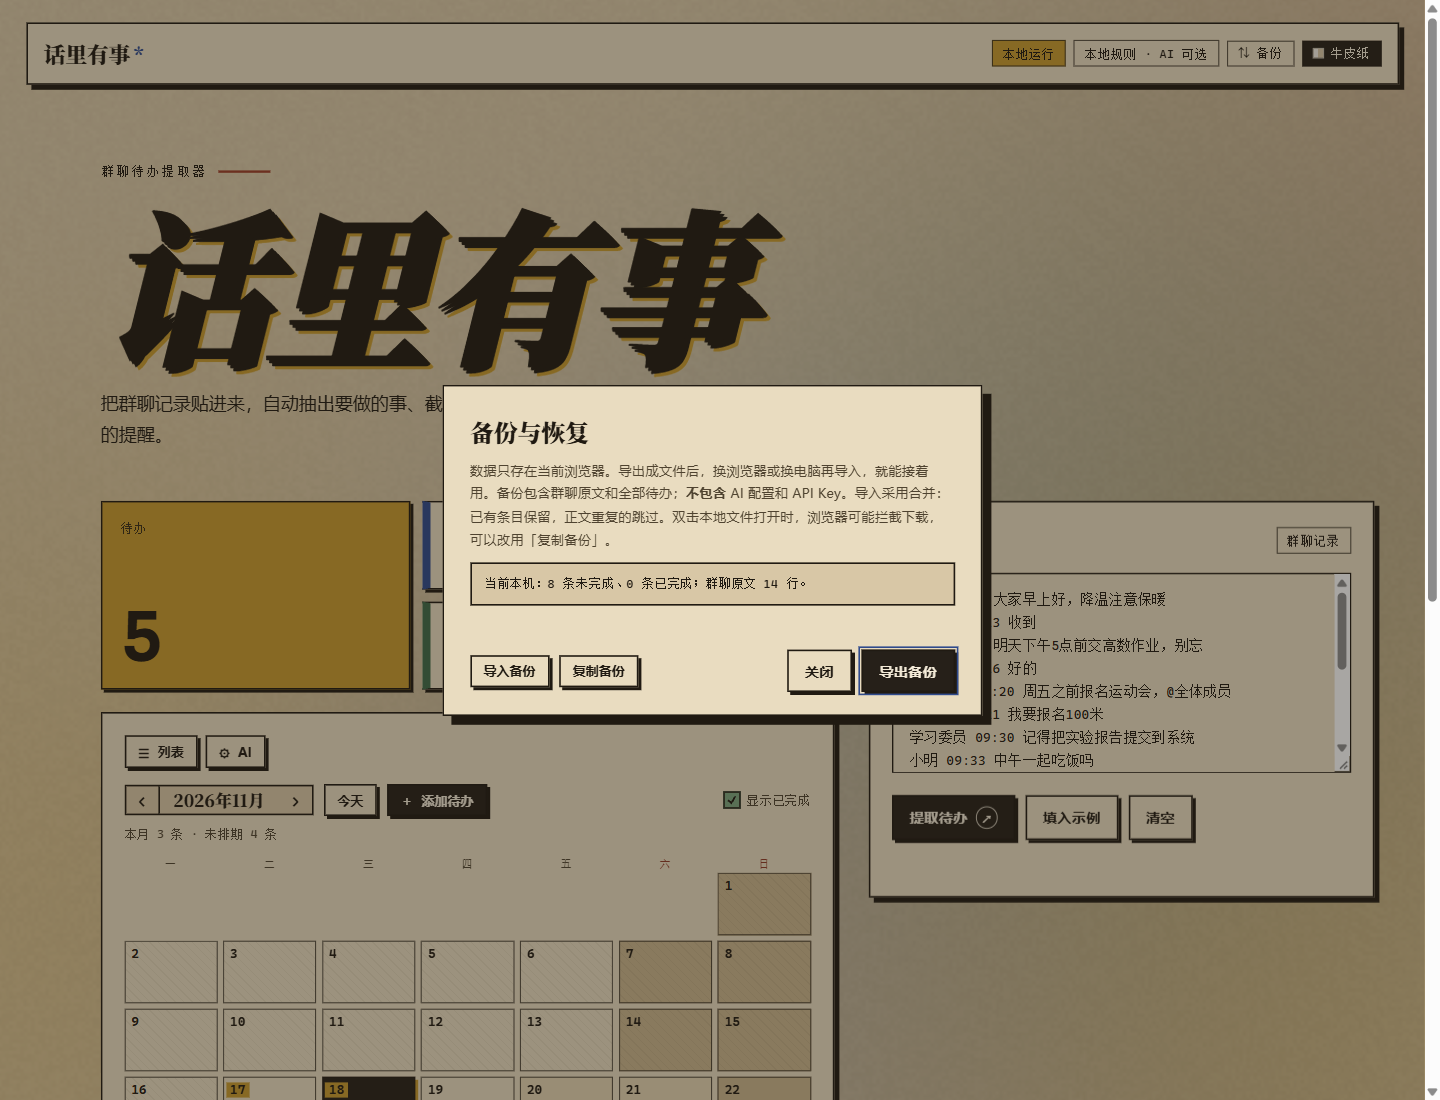 话里有事*
本地运行
本地规则 · AI 可选
⇅ 备份
牛皮纸
群聊待办提取器
话里有事
把群聊记录贴进来，自动抽出要做的事、截
的提醒。
待办
5
备份与恢复
数据只存在当前浏览器。导出成文件后，换浏览器或换电脑再导入，就能接着
用。备份包含群聊原文和全部待办；不包含 AI 配置和 API Key。导入采用合并：
已有条目保留，正文重复的跳过。双击本地文件打开时，浏览器可能拦截下载，
可以改用「复制备份」。
当前本机：8 条未完成、0 条已完成；群聊原文 14 行。
导入备份
复制备份
关闭
导出备份
群聊记录
大家早上好，降温注意保暖
3 收到
明天下午5点前交高数作业，别忘
6 好的
:20 周五之前报名运动会，@全体成员
1 我要报名100米
学习委员 09:30 记得把实验报告提交到系统
小明 09:33 中午一起吃饭吗
提取待办 ↗
填入示例
清空
☰ 列表
⚙ AI
‹ 2026年11月 ›
今天
+ 添加待办
显示已完成
本月 3 条 · 未排期 4 条
一 二 三 四 五 六 日
1
2 3 4 5 6 7 8
9 10 11 12 13 14 15
16 17 18 19 20 21 22